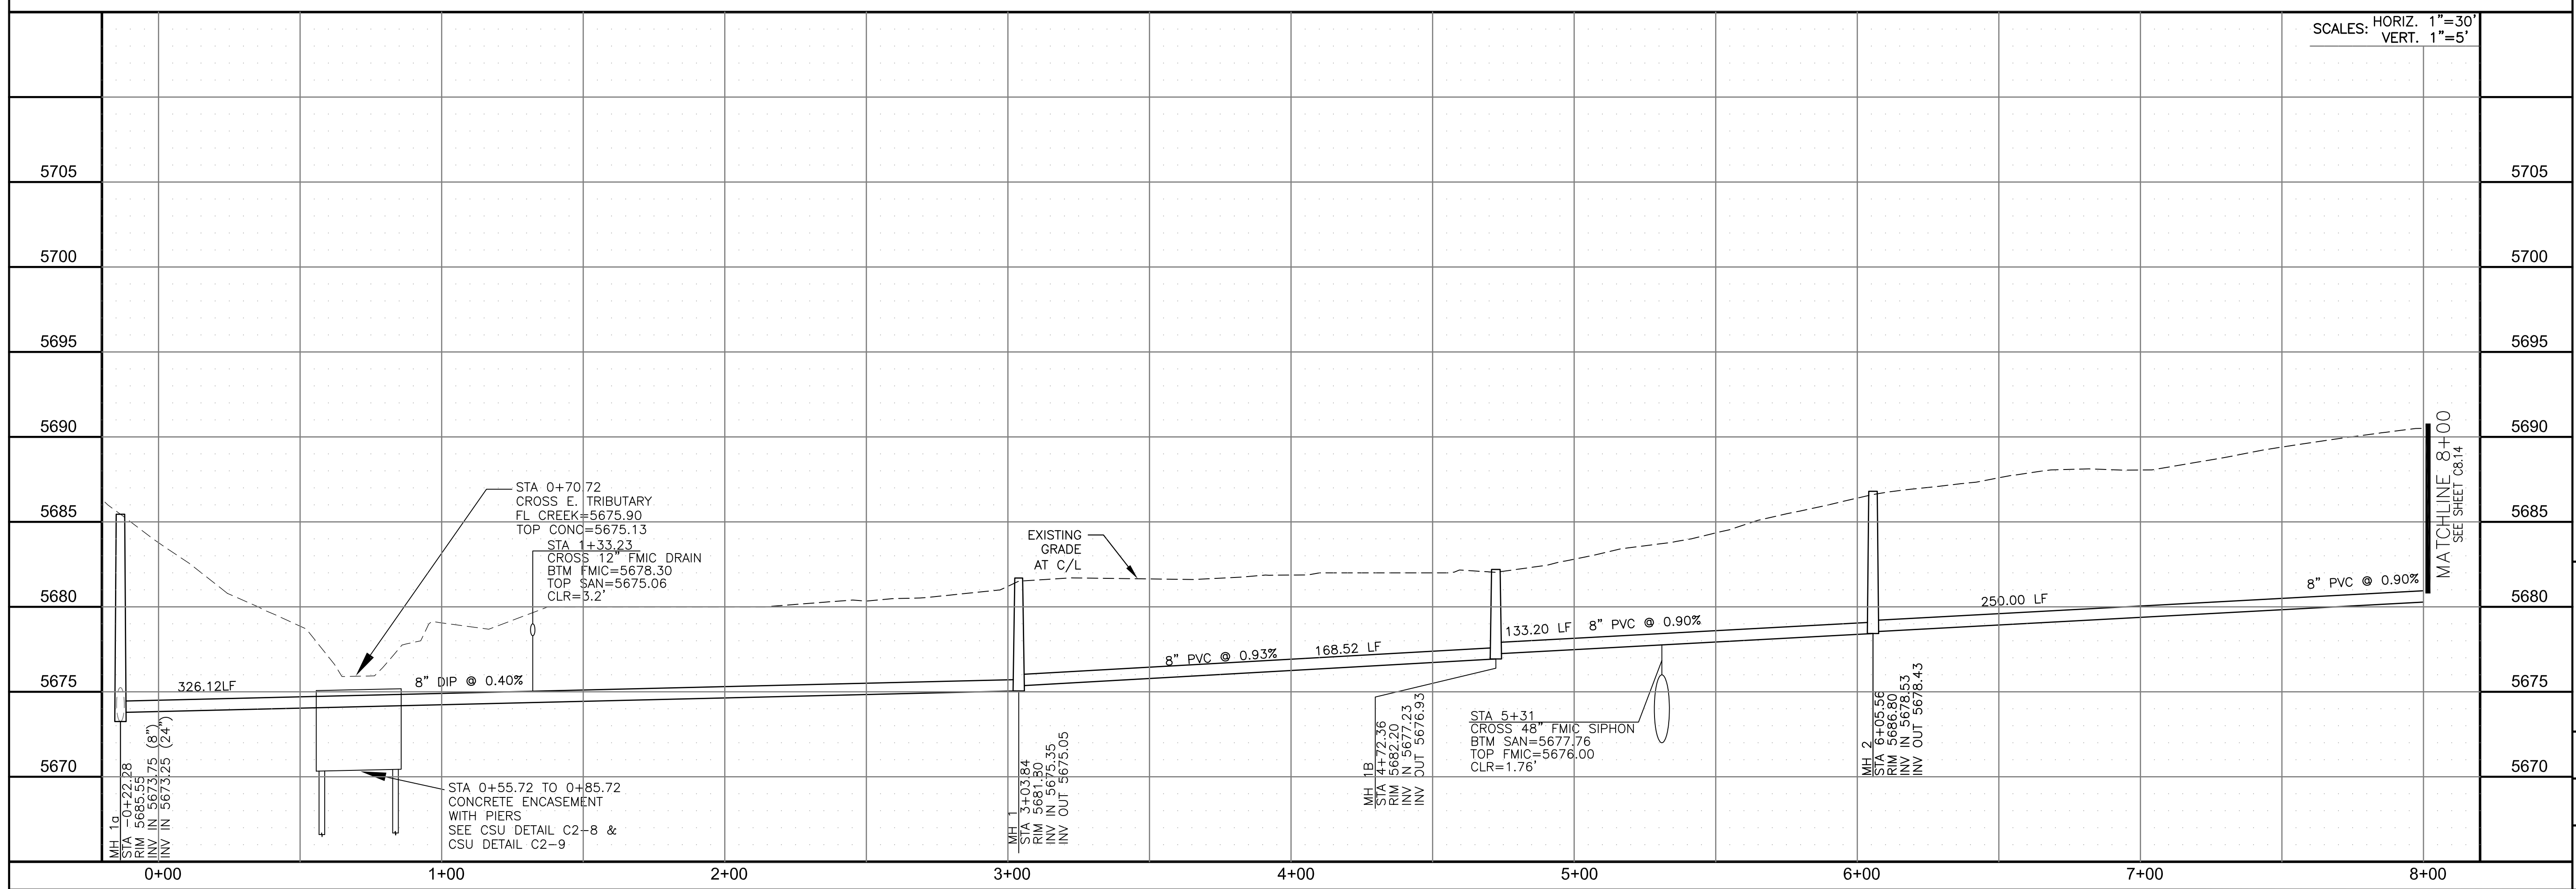 SCALES: HORIZ. 1"=30'
VERT. 1"=5'
5705
5705
5700
5700
5695
5695
5690
5690
5685
5685
5680
5680
5675
5675
5670
5670
STA 0+70.72
CROSS E. TRIBUTARY
FL CREEK=5675.90
TOP CONC=5675.13
STA 1+33.23
CROSS 12" FMIC DRAIN
BTM FMIC=5678.30
TOP SAN=5675.06
CLR=3.2'
EXISTING
GRADE
AT C/L
MATCHLINE 8+00
SEE SHEET C8.14
326.12LF
8" DIP @ 0.40%
8" PVC @ 0.93%
168.52 LF
133.20 LF
8" PVC @ 0.90%
250.00 LF
8" PVC @ 0.90%
MH 1a
STA -0+22.28
RIM 5685.55
INV IN 5673.75 (8")
INV IN 5673.25 (24")
STA 0+55.72 TO 0+85.72
CONCRETE ENCASEMENT
WITH PIERS
SEE CSU DETAIL C2-8 &
CSU DETAIL C2-9
MH 1
STA 3+03.84
RIM 5681.80
INV IN 5675.35
INV OUT 5675.05
MH 1B
STA 4+72.36
RIM 5682.20
INV IN 5677.23
INV OUT 5676.93
STA 5+31
CROSS 48" FMIC SIPHON
BTM SAN=5677.76
TOP FMIC=5676.00
CLR=1.76'
MH 2
STA 6+05.56
RIM 5686.80
INV IN 5678.53
INV OUT 5678.43
0+00
1+00
2+00
3+00
4+00
5+00
6+00
7+00
8+00